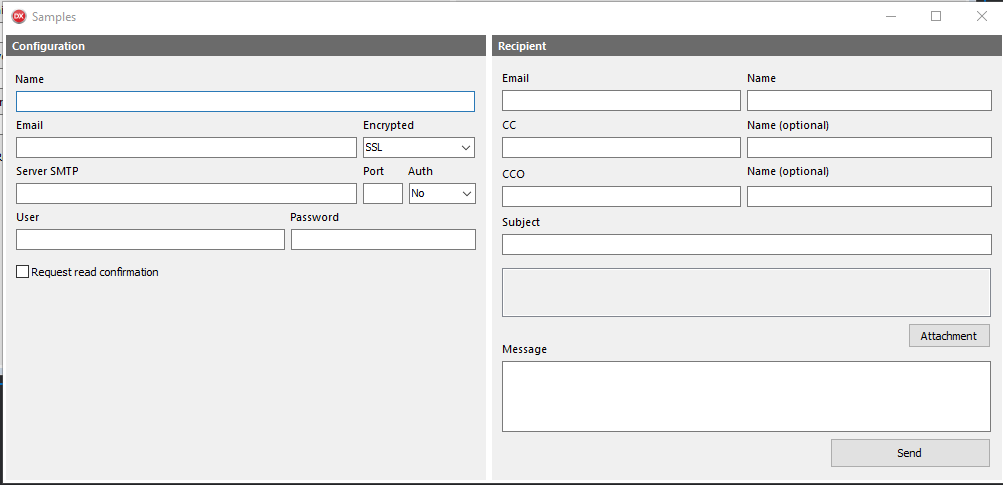 DX Samples
Configuration
Name
Email Encrypted
SSL
Server SMTP Port Auth
No
User Password
Request read confirmation
Recipient
Email Name
CC Name (optional)
CCO Name (optional)
Subject
Attachment
Message
Send